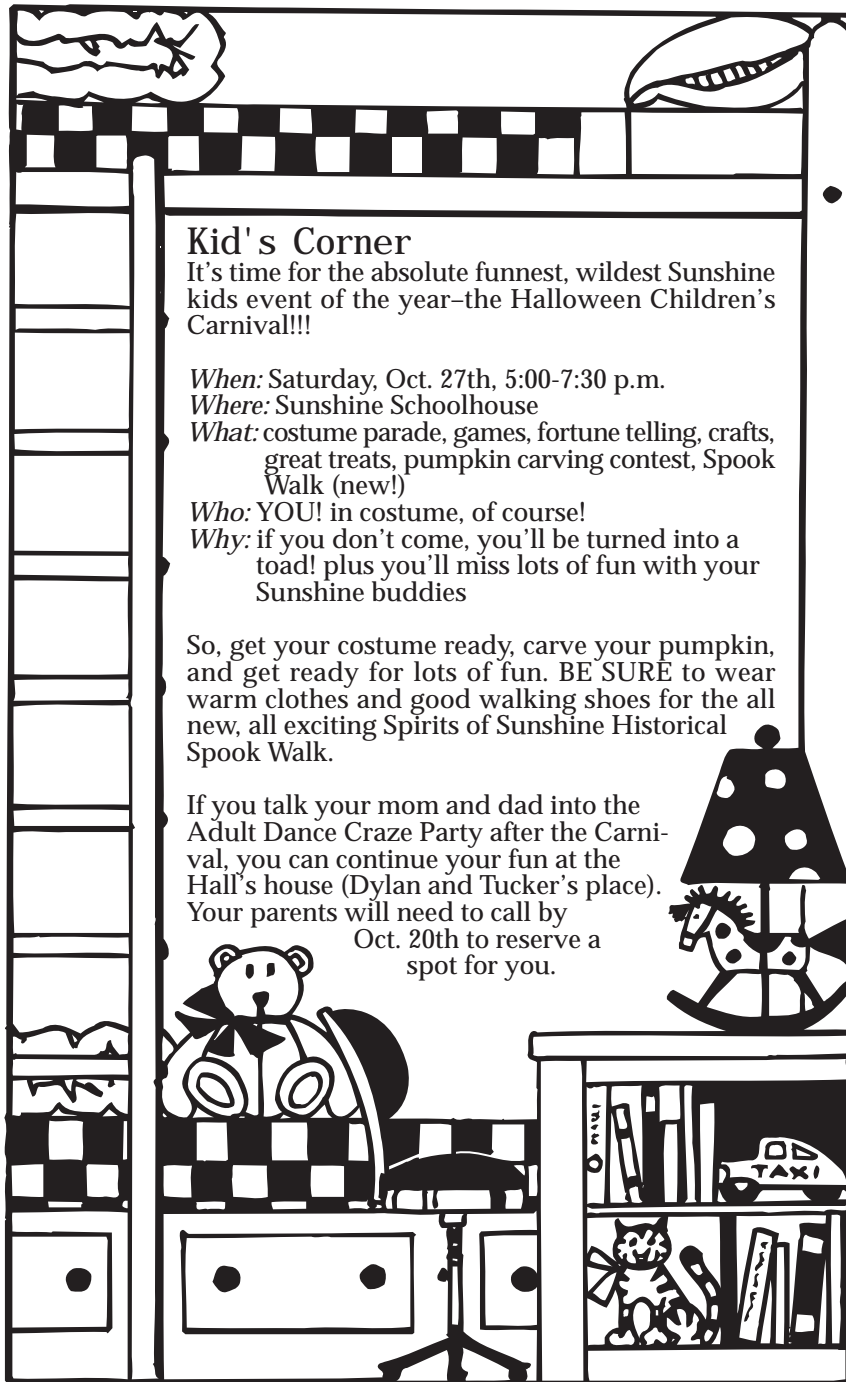 Kid's Corner
It's time for the absolute funnest, wildest Sunshine
kids event of the year–the Halloween Children's
Carnival!!!
When: Saturday, Oct. 27th, 5:00-7:30 p.m.
Where: Sunshine Schoolhouse
What: costume parade, games, fortune telling, crafts,
great treats, pumpkin carving contest, Spook
Walk (new!)
Who: YOU! in costume, of course!
Why: if you don't come, you'll be turned into a
toad! plus you'll miss lots of fun with your
Sunshine buddies
So, get your costume ready, carve your pumpkin,
and get ready for lots of fun. BE SURE to wear
warm clothes and good walking shoes for the all
new, all exciting Spirits of Sunshine Historical
Spook Walk.
If you talk your mom and dad into the
Adult Dance Craze Party after the Carni-
val, you can continue your fun at the
Hall's house (Dylan and Tucker's place).
Your parents will need to call by
Oct. 20th to reserve a
spot for you.
TAXI